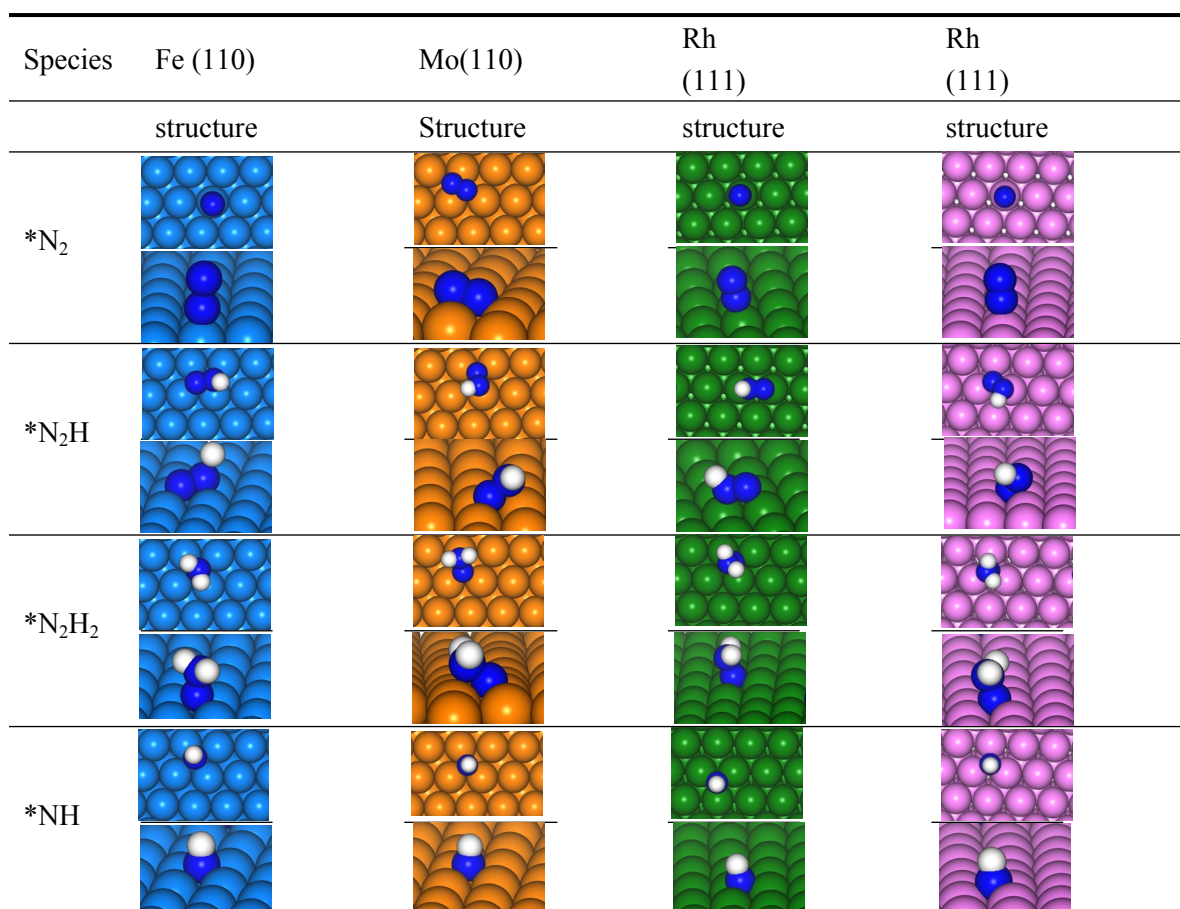 Species Fe (110) Mo(110) Rh (111) Rh (111)
structure Structure structure structure
*N₂
*N₂H
*N₂H₂
*NH